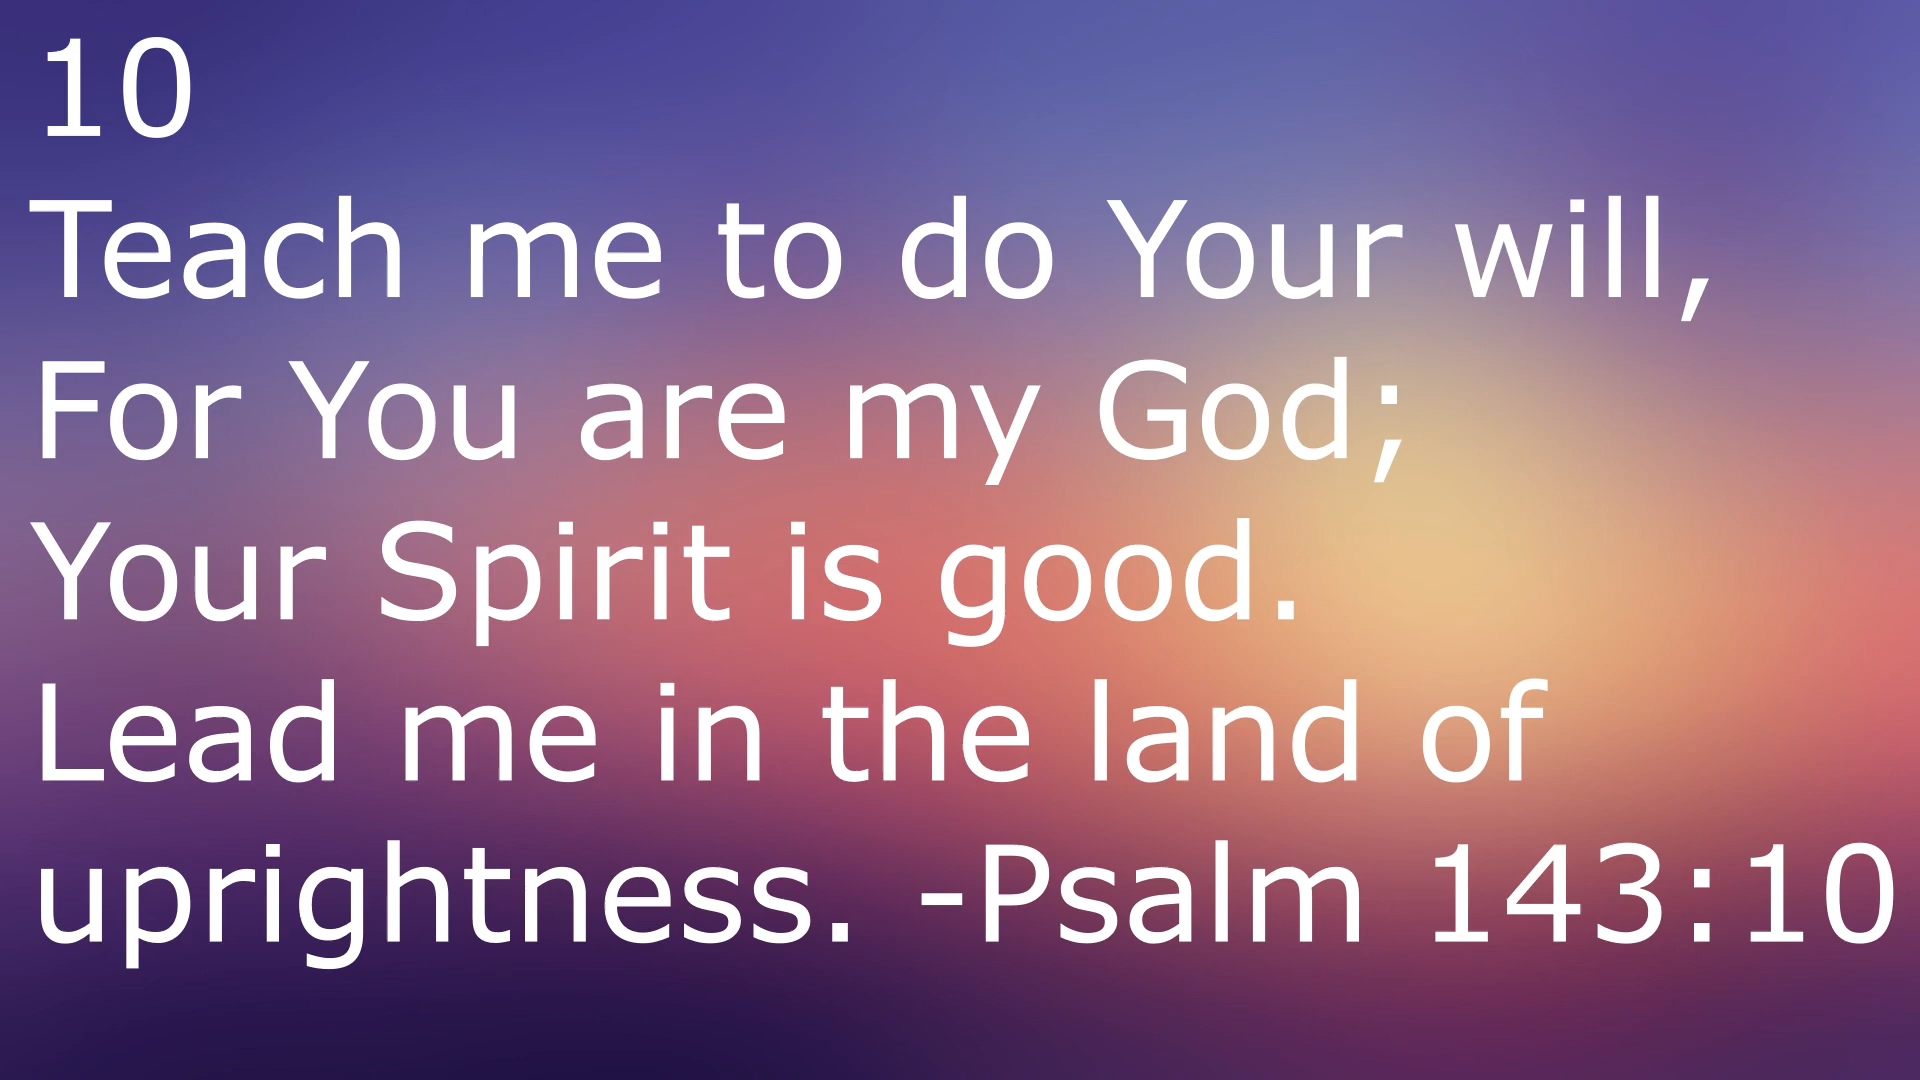 10
Teach me to do Your will,
For You are my God;
Your Spirit is good.
Lead me in the land of
uprightness. -Psalm 143:10